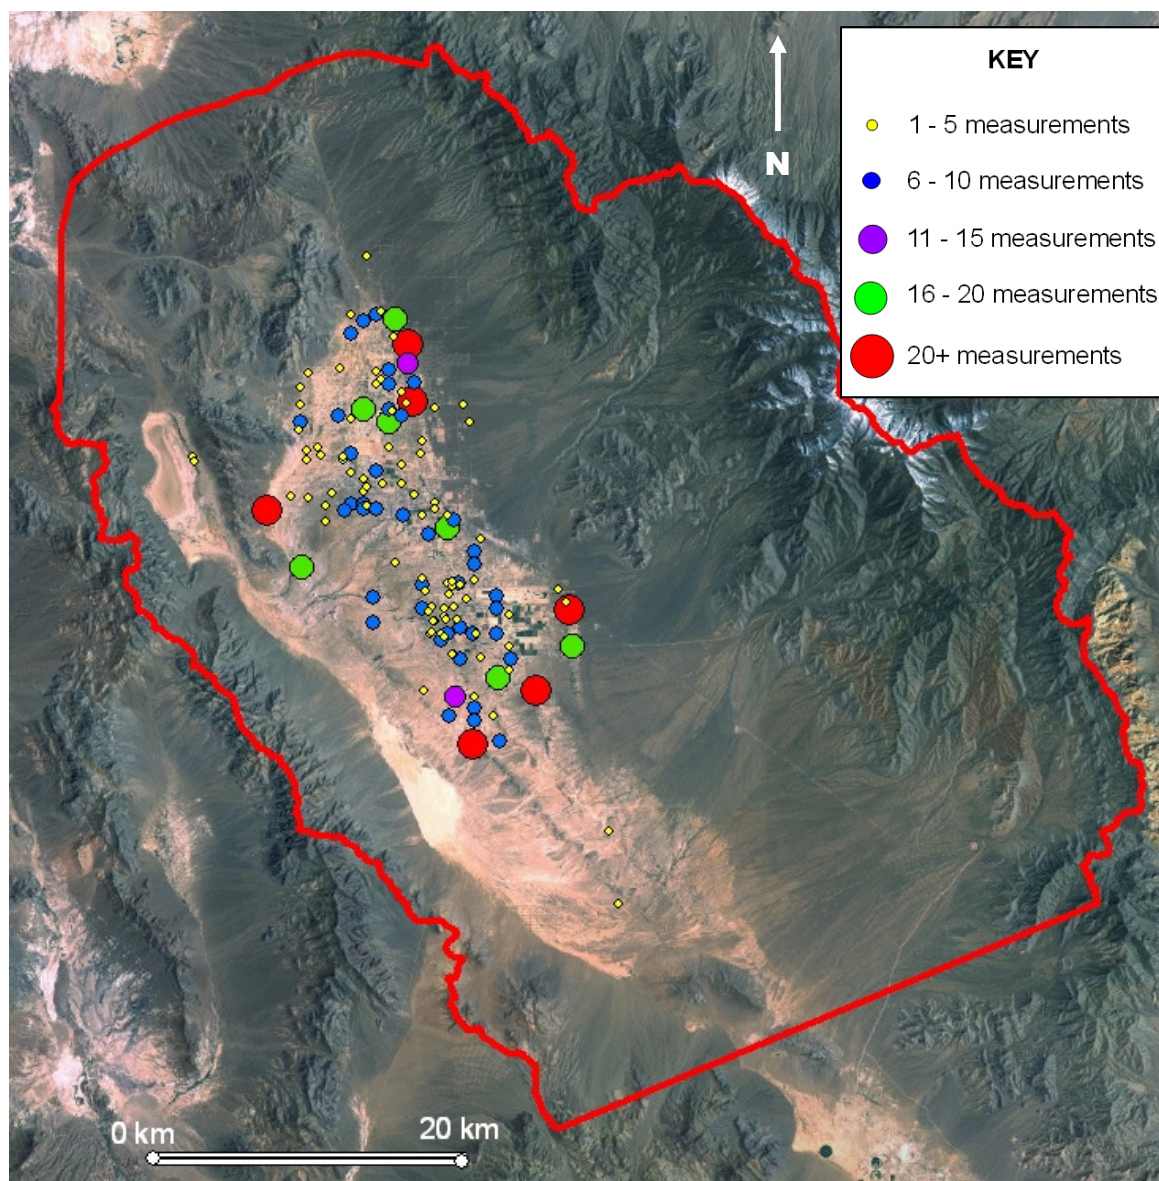 KEY
1 - 5 measurements
6 - 10 measurements
11 - 15 measurements
16 - 20 measurements
20+ measurements
N
0 km
20 km